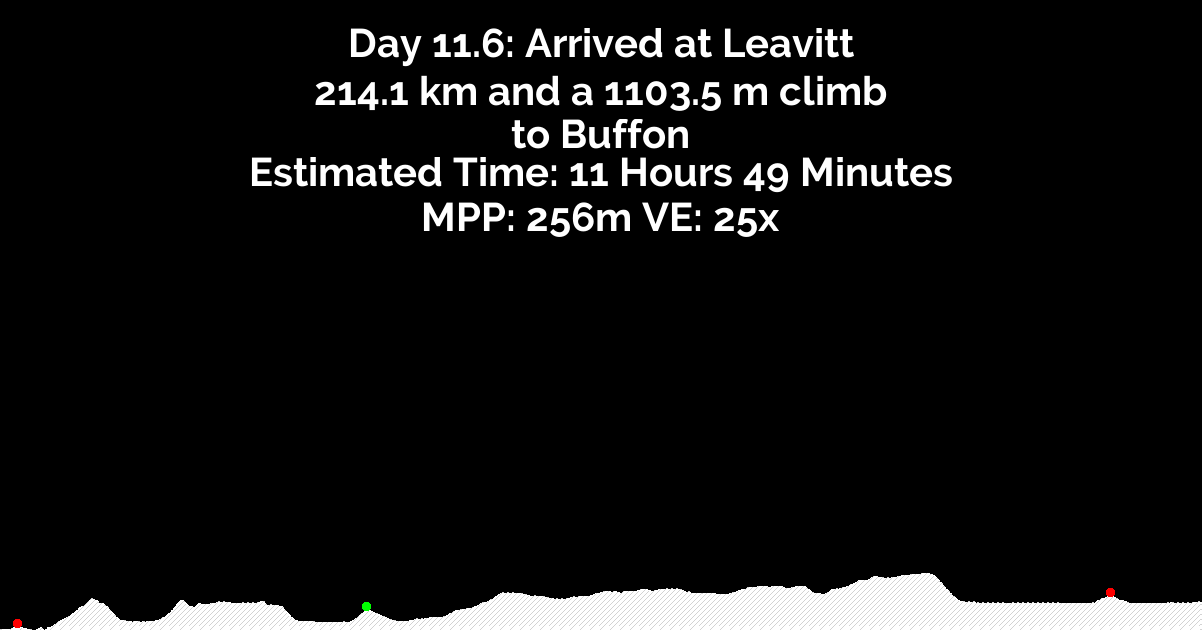 Day 11.6: Arrived at Leavitt
214.1 km and a 1103.5 m climb
to Buffon
Estimated Time: 11 Hours 49 Minutes
MPP: 256m VE: 25x